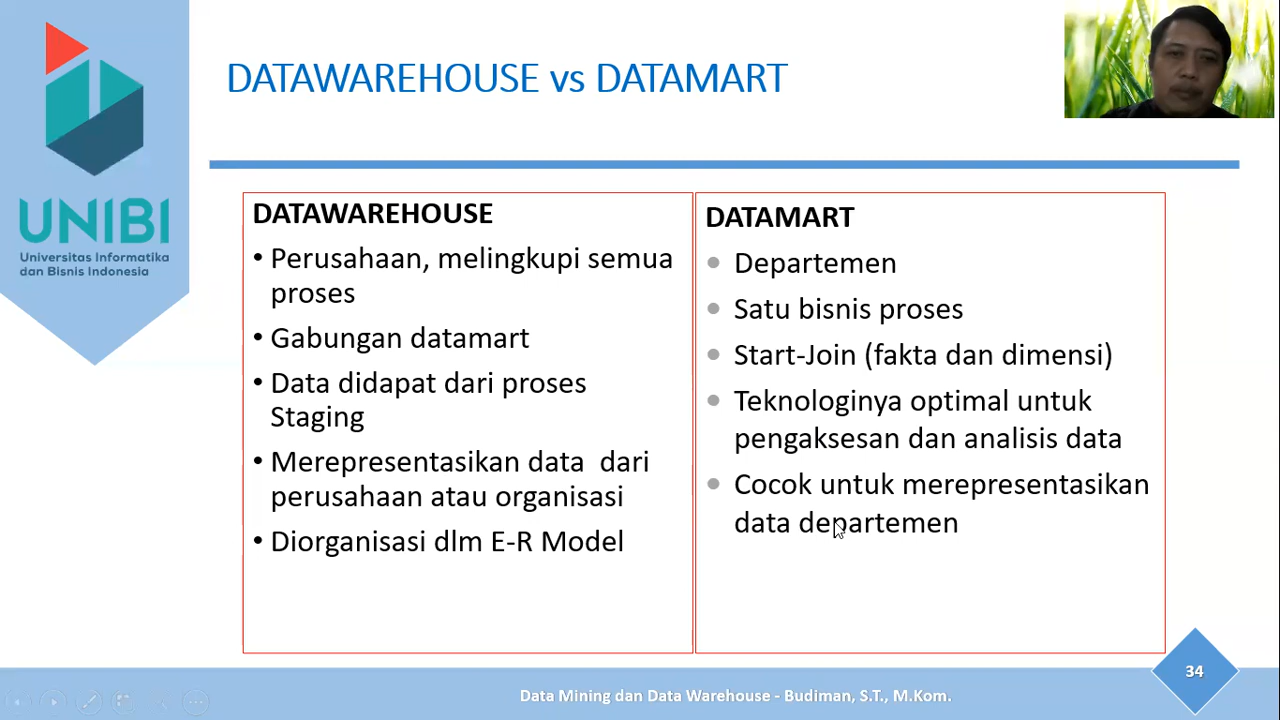 DATAWAREHOUSE vs DATAMART
UNIBI
Universitas Informatika
dan Bisnis Indonesia
DATAWAREHOUSE
• Perusahaan, melingkupi semua
proses
• Gabungan datamart
• Data didapat dari proses
Staging
• Merepresentasikan data  dari
perusahaan atau organisasi
• Diorganisasi dlm E-R Model
DATAMART
• Departemen
• Satu bisnis proses
• Start-Join (fakta dan dimensi)
• Teknologinya optimal untuk
pengaksesan dan analisis data
• Cocok untuk merepresentasikan
data departemen
34
Data Mining dan Data Warehouse - Budiman, S.T., M.Kom.